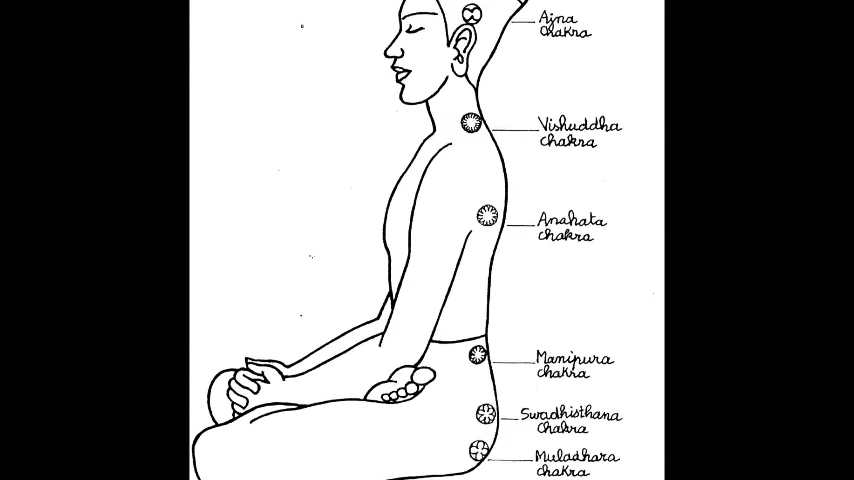 Ajna
Chakra
Vishuddha
chakra
Anahata
chakra
Manipura
chakra
Swadhisthana
Chakra
Muladhara
chakra